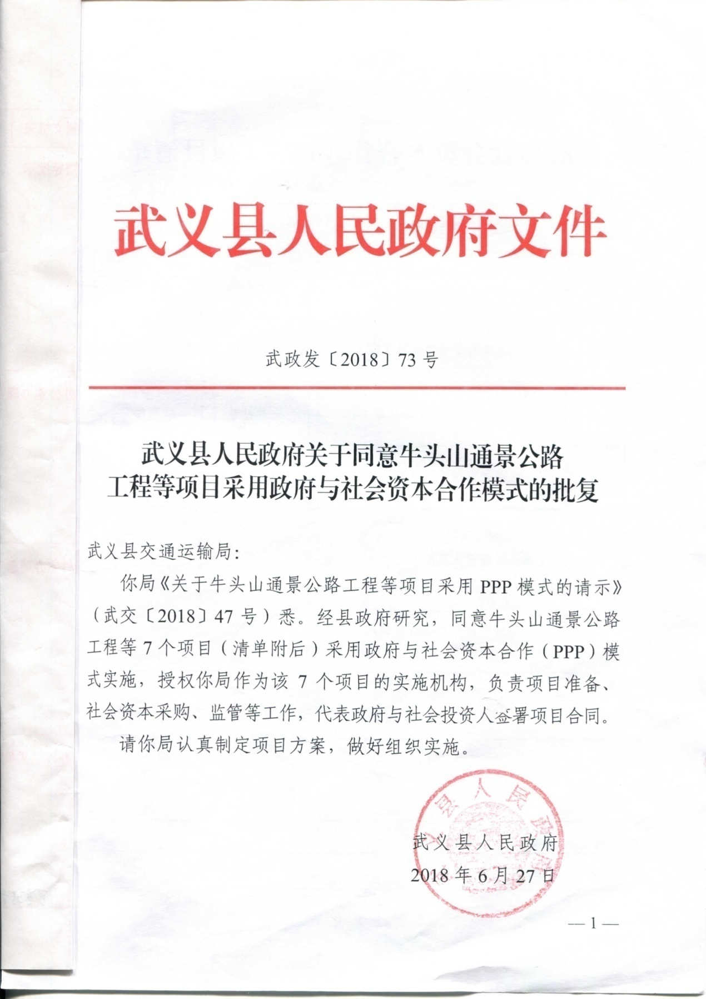 武义县人民政府文件
武政发〔2018〕73号
武义县人民政府关于同意牛头山通景公路
工程等项目采用政府与社会资本合作模式的批复
武义县交通运输局：
你局《关于牛头山通景公路工程等项目采用 PPP 模式的请示》
（武交〔2018〕47 号）悉。经县政府研究，同意牛头山通景公路
工程等 7 个项目（清单附后）采用政府与社会资本合作（PPP）模
式实施，授权你局作为该 7 个项目的实施机构，负责项目准备、
社会资本采购、监管等工作，代表政府与社会投资人签署项目合同。
请你局认真制定项目方案，做好组织实施。
武义县人民政府
武义县人民政府
2018 年 6 月 27 日
— 1 —